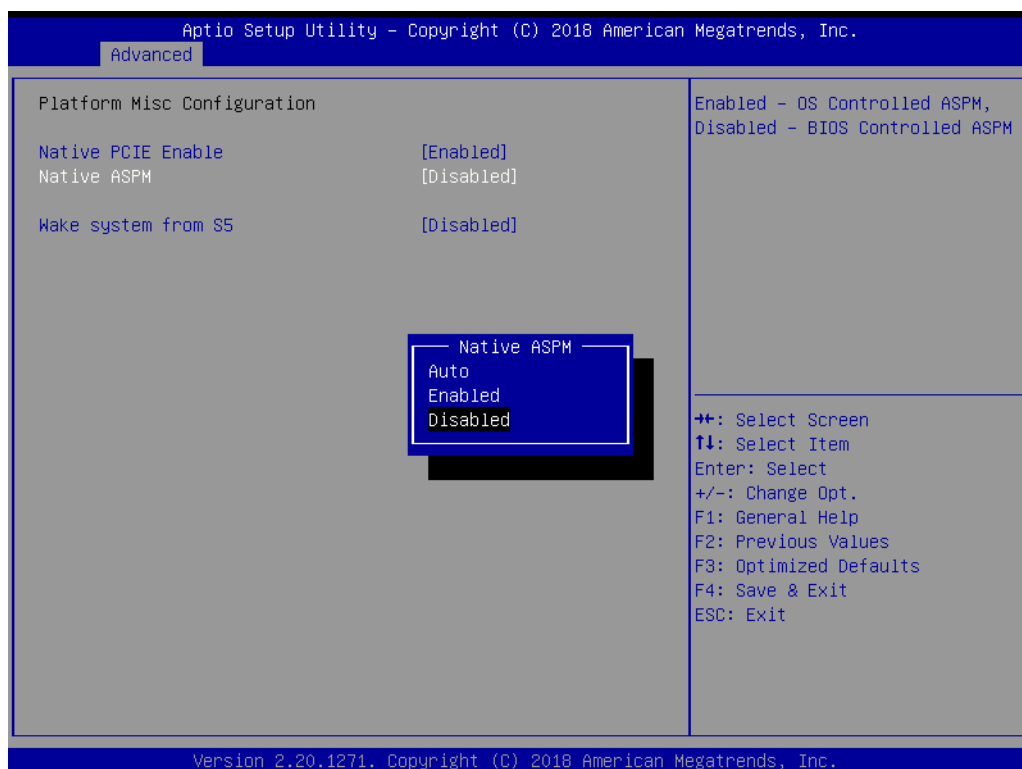 Aptio Setup Utility – Copyright (C) 2018 American Megatrends, Inc.
Advanced
Platform Misc Configuration
Native PCIE Enable [Enabled]
Native ASPM [Disabled]
Wake system from S5 [Disabled]
Native ASPM
Auto
Enabled
Disabled
Enabled – OS Controlled ASPM,
Disabled – BIOS Controlled ASPM
→←: Select Screen
↑↓: Select Item
Enter: Select
+/-: Change Opt.
F1: General Help
F2: Previous Values
F3: Optimized Defaults
F4: Save & Exit
ESC: Exit
Version 2.20.1271. Copyright (C) 2018 American Megatrends, Inc.